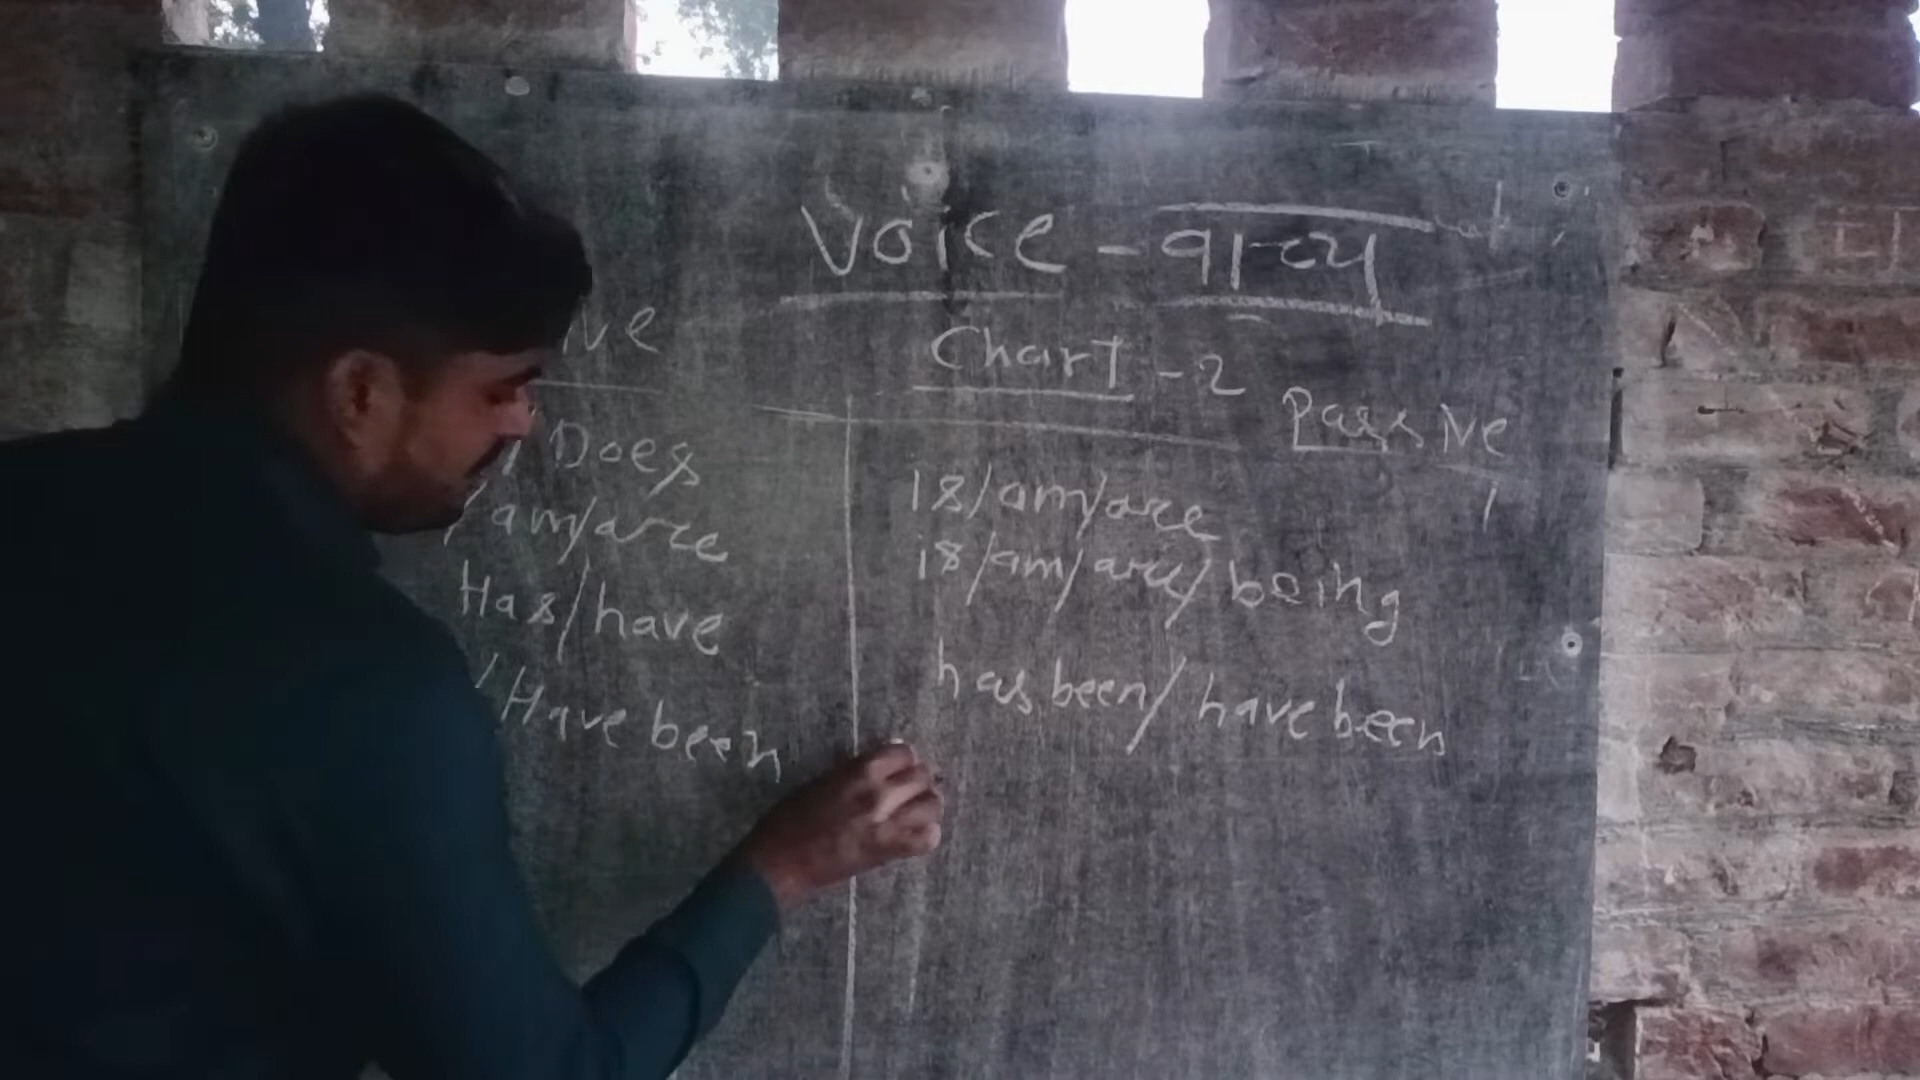 Voice - वाच्य
Chart - 2
Passive
Does
am/are
Has/have
Have been
is/am/are
is/am/are/being
has been/have been